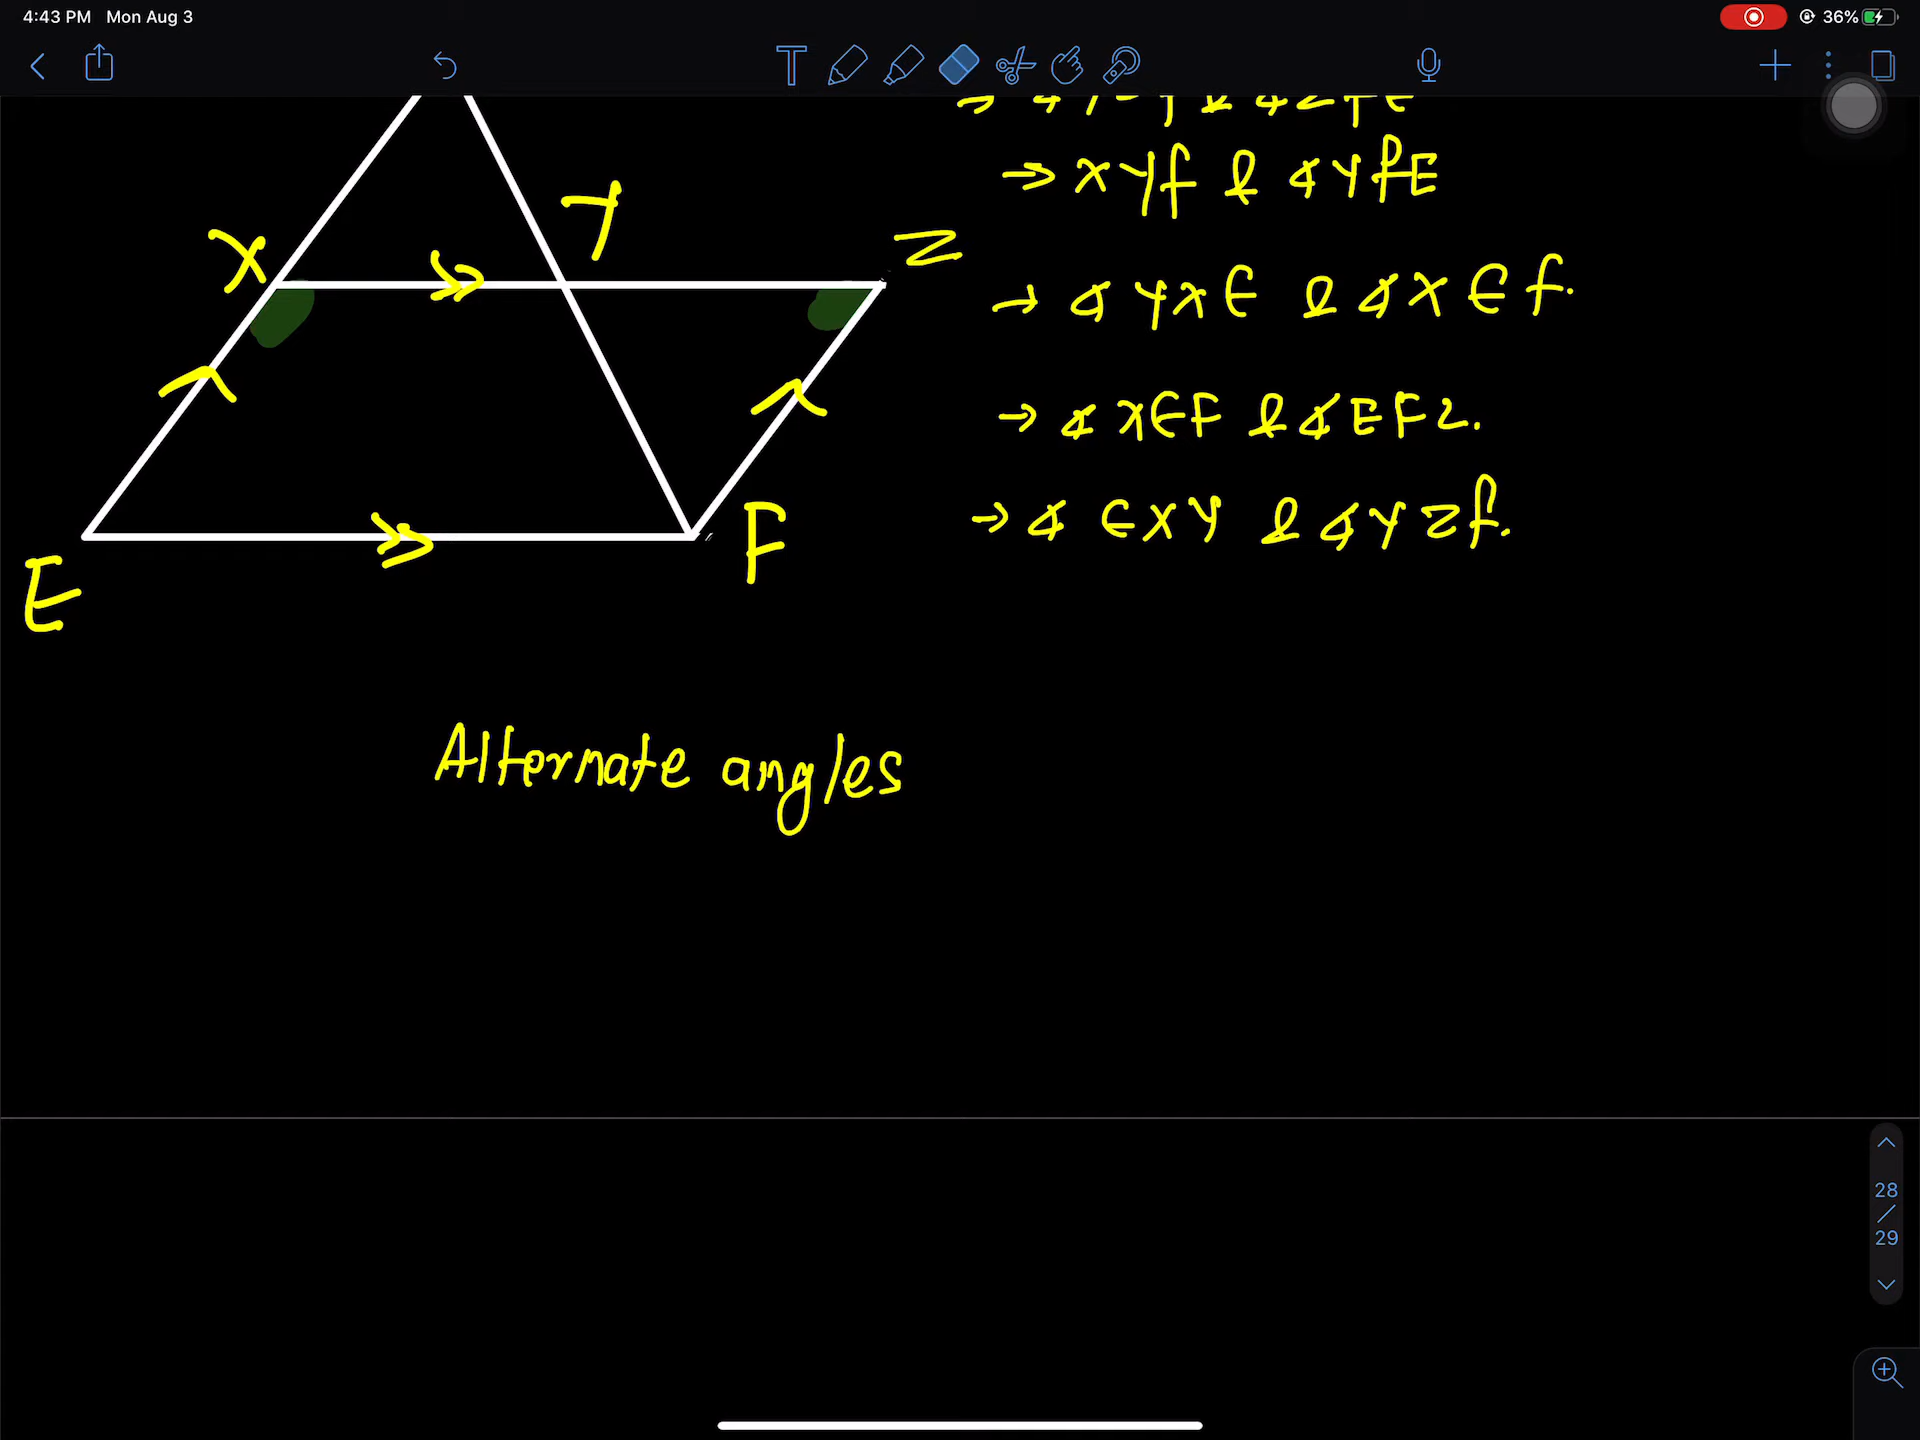 4:43 PM Mon Aug 3
36%
→ xyf & ∡YfE
X
Y
Z
→ ∡ YXE & ∡XEf.
→ ∡ XEF & ∡EFZ.
→ ∡ EXY & ∡YZf.
E
F
Alternate angles
28
/
29